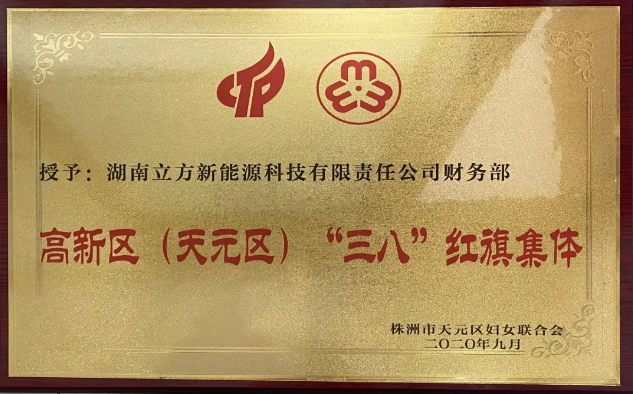 授予：湖南立方新能源科技有限责任公司财务部
高新区（天元区）“三八”红旗集体
株洲市天元区妇女联合会
二〇二〇年九月